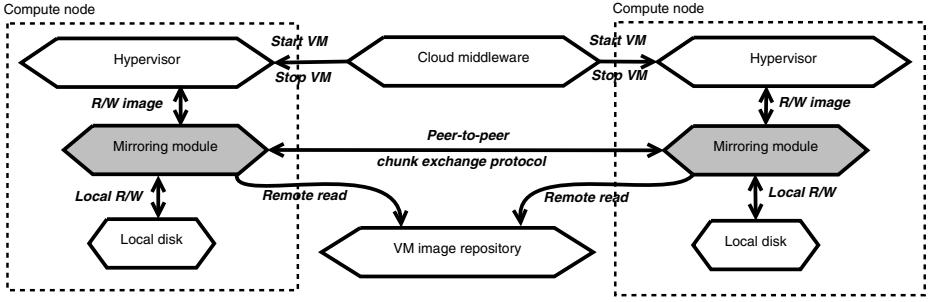 Compute node
Compute node
Hypervisor
Start VM
Stop VM
Cloud middleware
Start VM
Stop VM
Hypervisor
R/W image
R/W image
Mirroring module
Peer-to-peer
chunk exchange protocol
Mirroring module
Local R/W
Remote read
Remote read
Local R/W
Local disk
VM image repository
Local disk